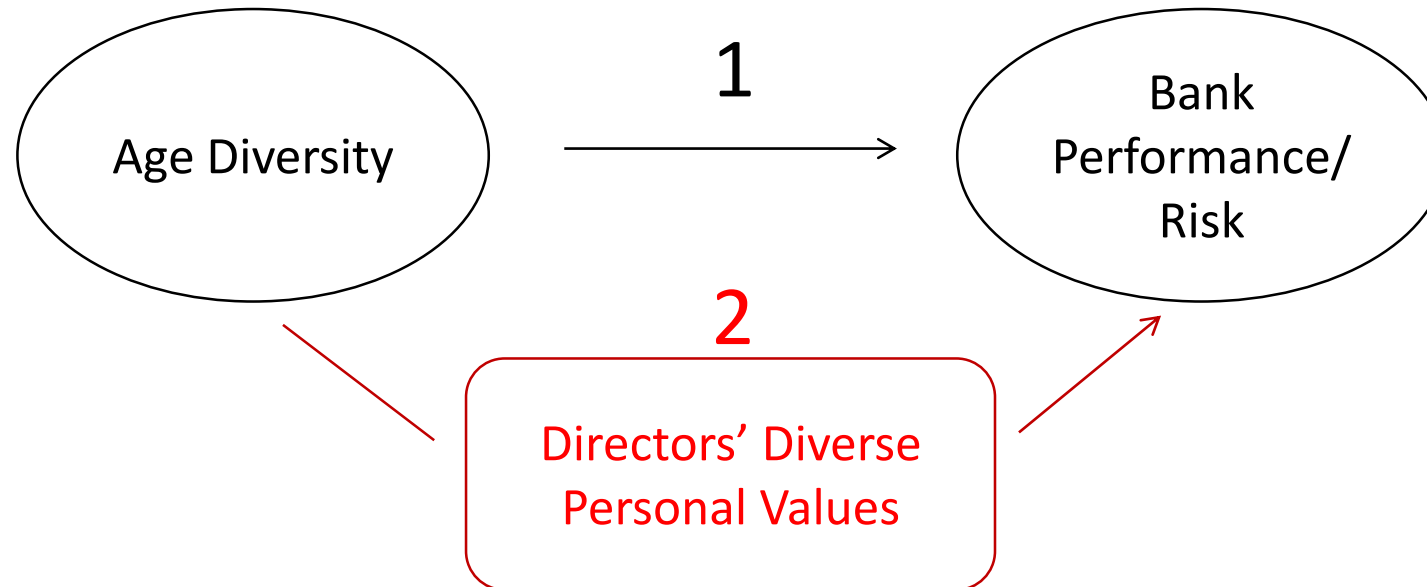 1
Age Diversity
Bank
Performance/
Risk
2
Directors’ Diverse
Personal Values